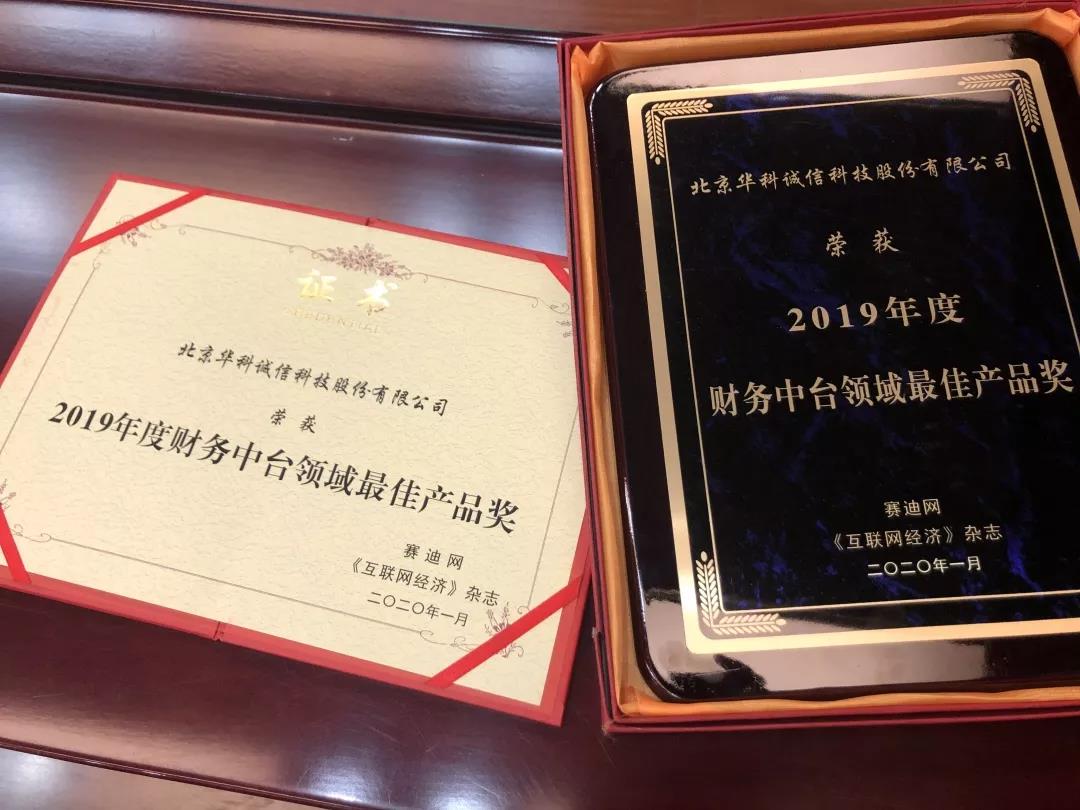 证书
CREDENTIAL
北京华科诚信科技股份有限公司
荣获
2019年度财务中台领域最佳产品奖
赛迪网
《互联网经济》杂志
二〇二〇年一月
北京华科诚信科技股份有限公司
荣获
2019年度
财务中台领域最佳产品奖
赛迪网
《互联网经济》杂志
二〇二〇年一月